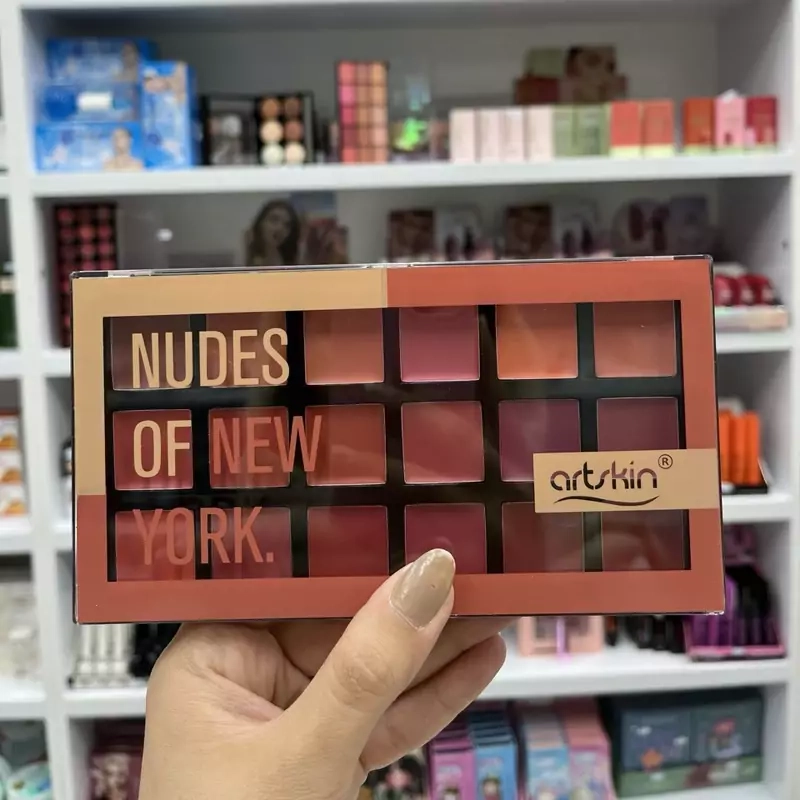 NUDES
OF NEW
YORK.
artskin®